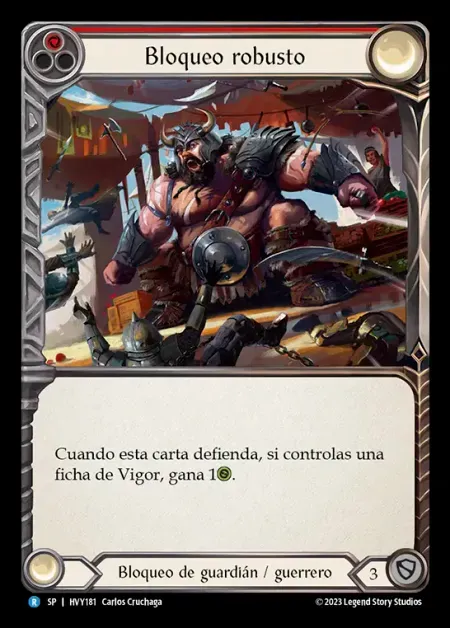 Bloqueo robusto
Cuando esta carta defienda, si controlas una
ficha de Vigor, gana 1.
Bloqueo de guardián / guerrero
3
R SP | HVY181 Carlos Cruchaga
© 2023 Legend Story Studios